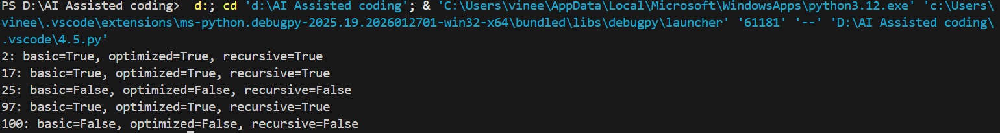 PS D:\AI Assisted coding>  d:; cd 'd:\AI Assisted coding'; & 'C:\Users\vinee\AppData\Local\Microsoft\WindowsApps\python3.12.exe' 'c:\Users\
vinee\.vscode\extensions\ms-python.debugpy-2025.19.2026012701-win32-x64\bundled\libs\debugpy\launcher' '61181' '--' 'D:\AI Assisted coding\
.vscode\4.5.py'
2: basic=True, optimized=True, recursive=True
17: basic=True, optimized=True, recursive=True
25: basic=False, optimized=False, recursive=False
97: basic=True, optimized=True, recursive=True
100: basic=False, optimized=False, recursive=False